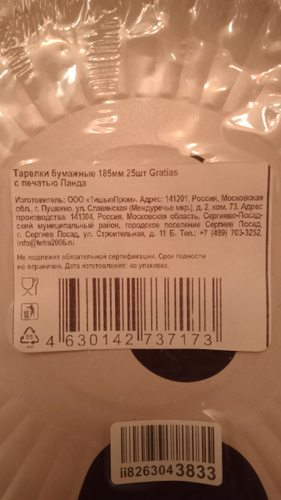 Тарелки бумажные 185мм 25шт Gratias
с печатью Панда
Изготовитель: ООО «ТишьюПром». Адрес: 141201, Россия, Московская
обл., г. Пушкино, ул. Славянская (Междуречье мкр.), д. 2, ком. 73. Адрес
производства: 141304, Россия, Московская область, Сергиево-Посад-
ский муниципальный район, городское поселение Сергиев Посад,
г. Сергиев Посад, ул. Строительная, д. 11 Б. Тел.: +7 (499) 703-3252,
info@tetra2006.ru
Не подлежит обязательной сертификации. Срок годности
не ограничен. Дата изготовления: на упаковке.
4 630142 737173
ii8263043833